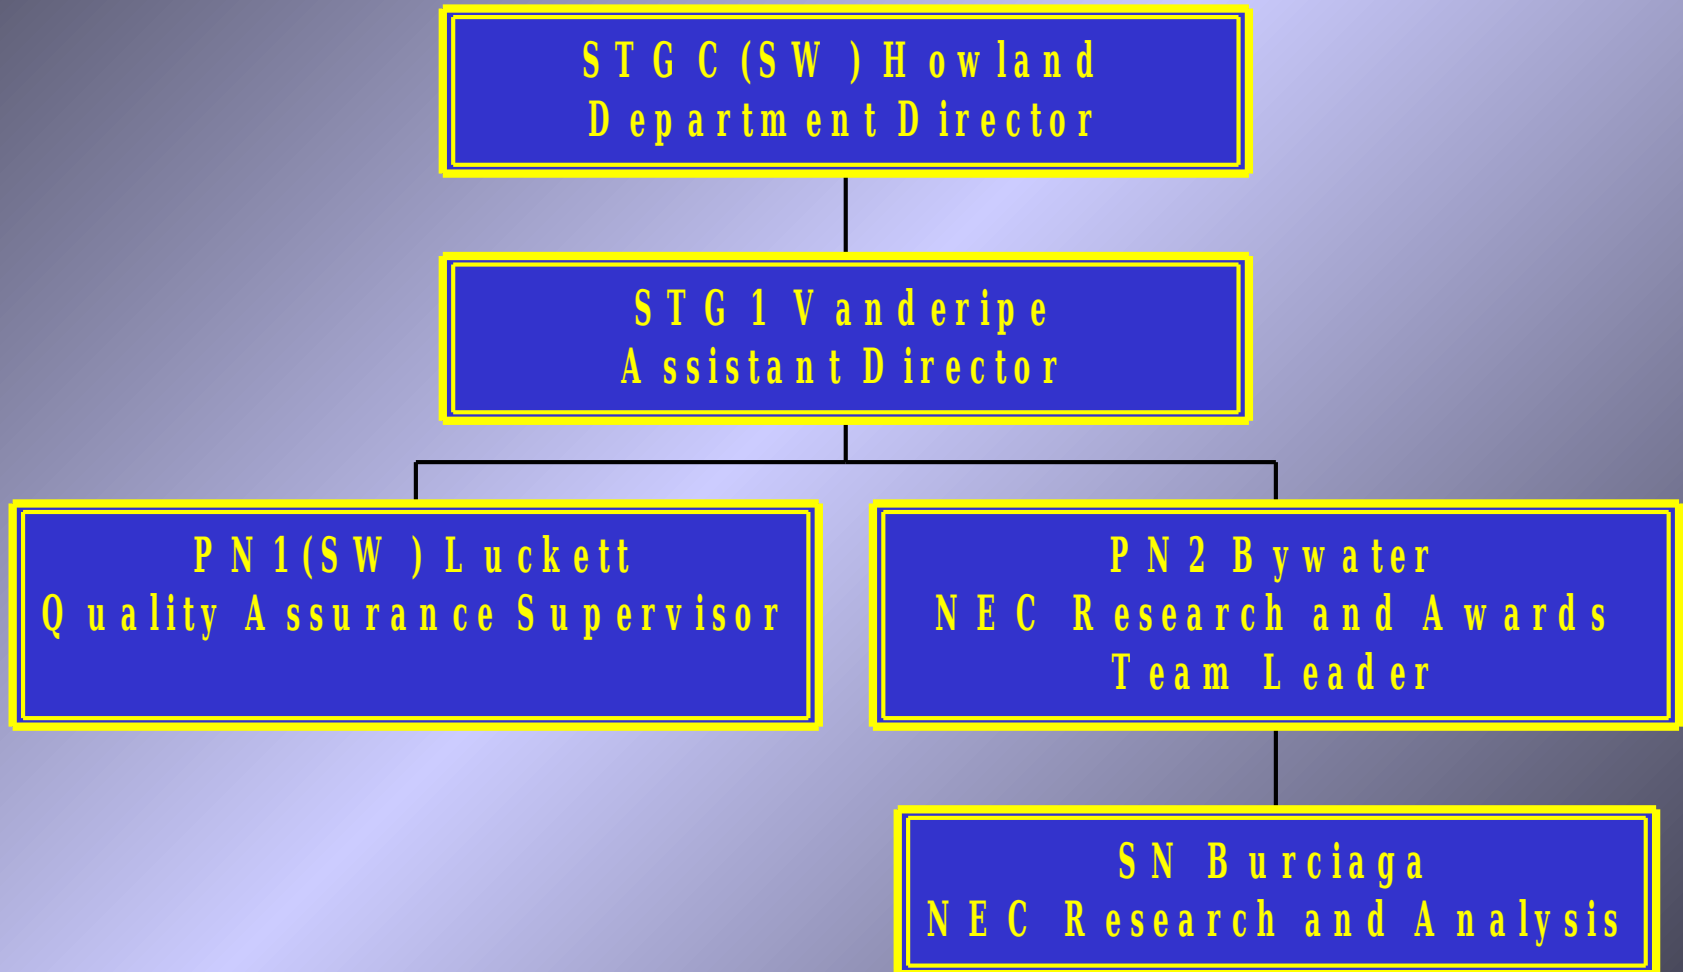 STGC(SW) Howland
Department Director
STG1 Vanderipe
Assistant Director
PN1(SW) Luckett
Quality Assurance Supervisor
PN2 Bywater
NEC Research and Awards
Team Leader
SN Burciaga
NEC Research and Analysis